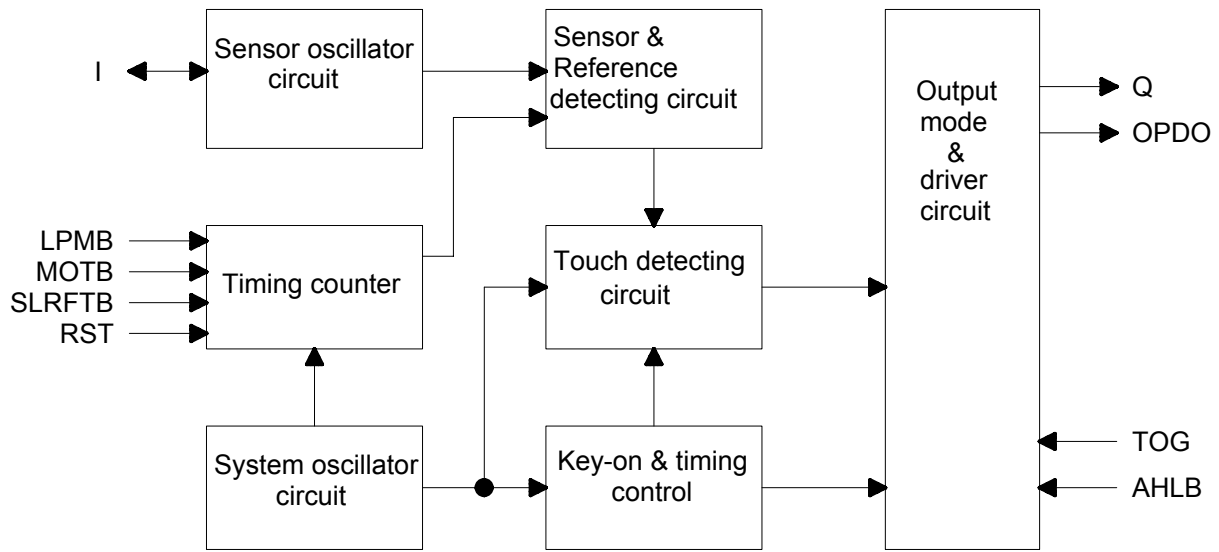 I
Sensor oscillator
circuit
Sensor &
Reference
detecting circuit
Output
mode
&
driver
circuit
Q
OPDO
LPMB
MOTB
SLRFTB
RST
Timing counter
Touch detecting
circuit
System oscillator
circuit
Key-on & timing
control
TOG
AHLB